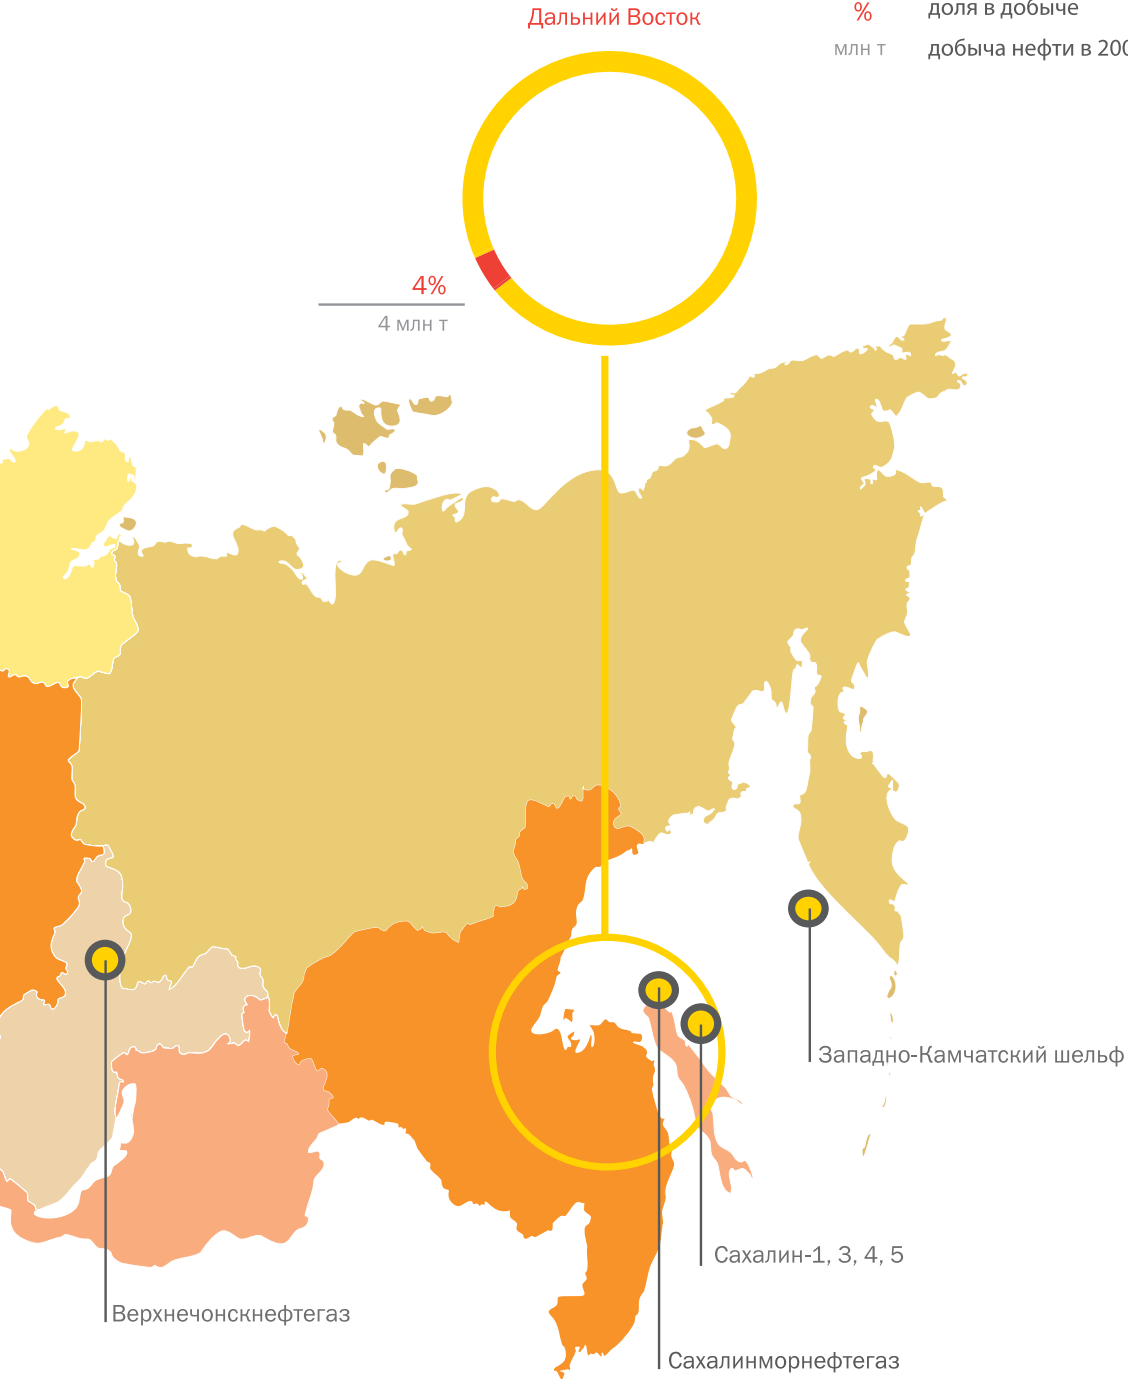 Дальний Восток
% доля в добыче
млн т добыча нефти в 200
4%
4 млн т
Западно-Камчатский шельф
Сахалин-1, 3, 4, 5
Верхнечонскнефтегаз
Сахалинморнефтегаз